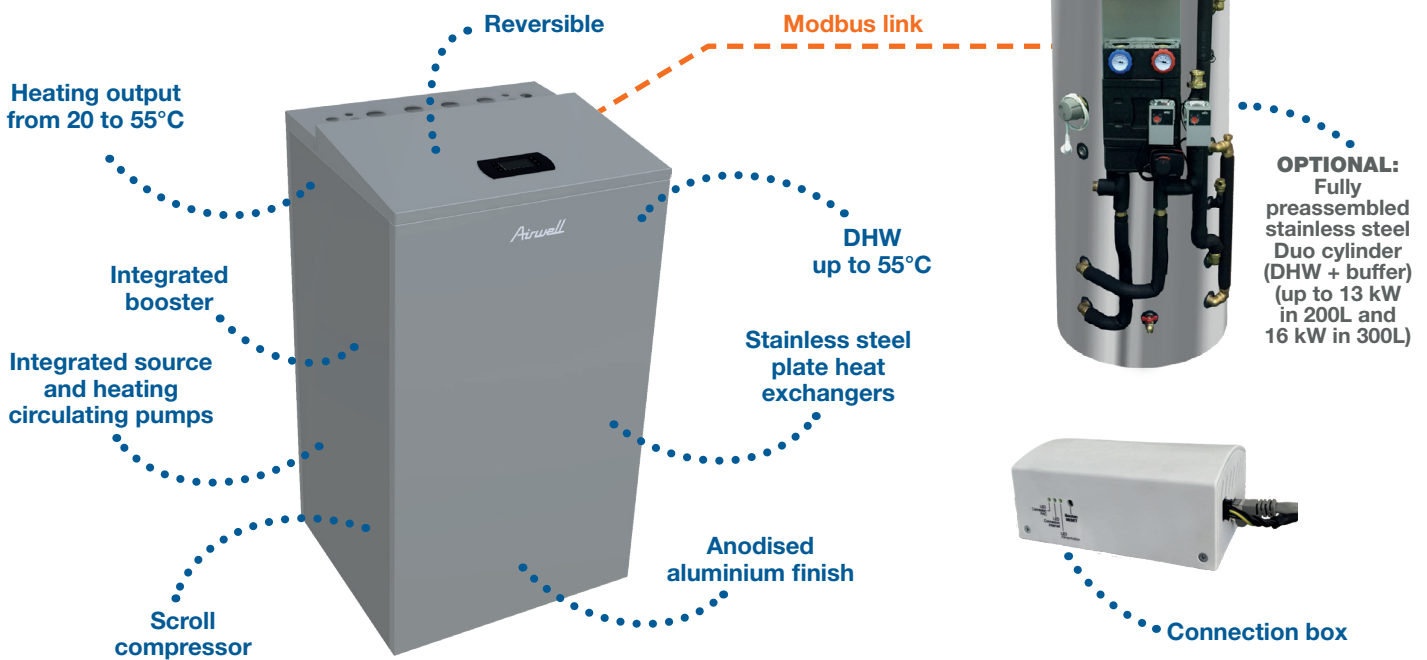 Reversible
Modbus link
Heating output
from 20 to 55°C
OPTIONAL:
Fully
preassembled
stainless steel
Duo cylinder
(DHW + buffer)
(up to 13 kW
in 200L and
16 kW in 300L)
Airwell
DHW
up to 55°C
Integrated
booster
Stainless steel
plate heat
exchangers
Integrated source
and heating
circulating pumps
Anodised
aluminium finish
Scroll
compressor
Connection box